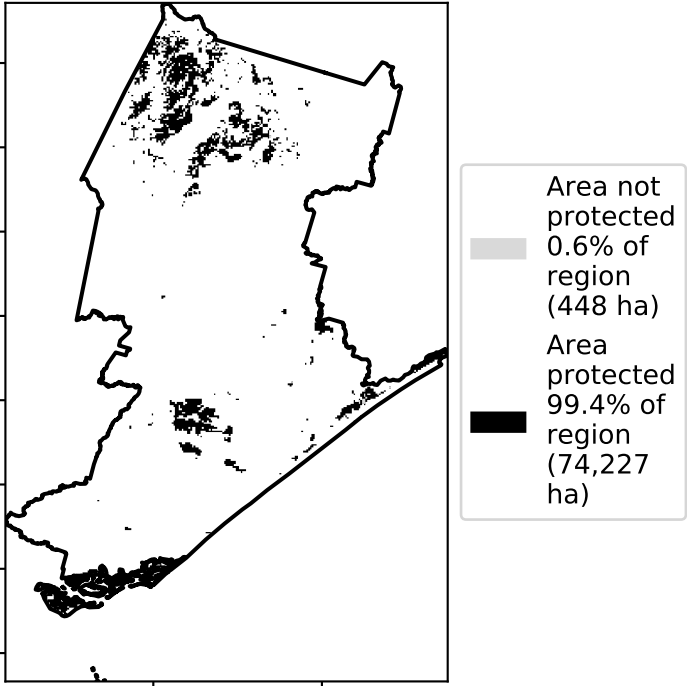 Area not
protected
0.6% of
region
(448 ha)
Area
protected
99.4% of
region
(74,227
ha)